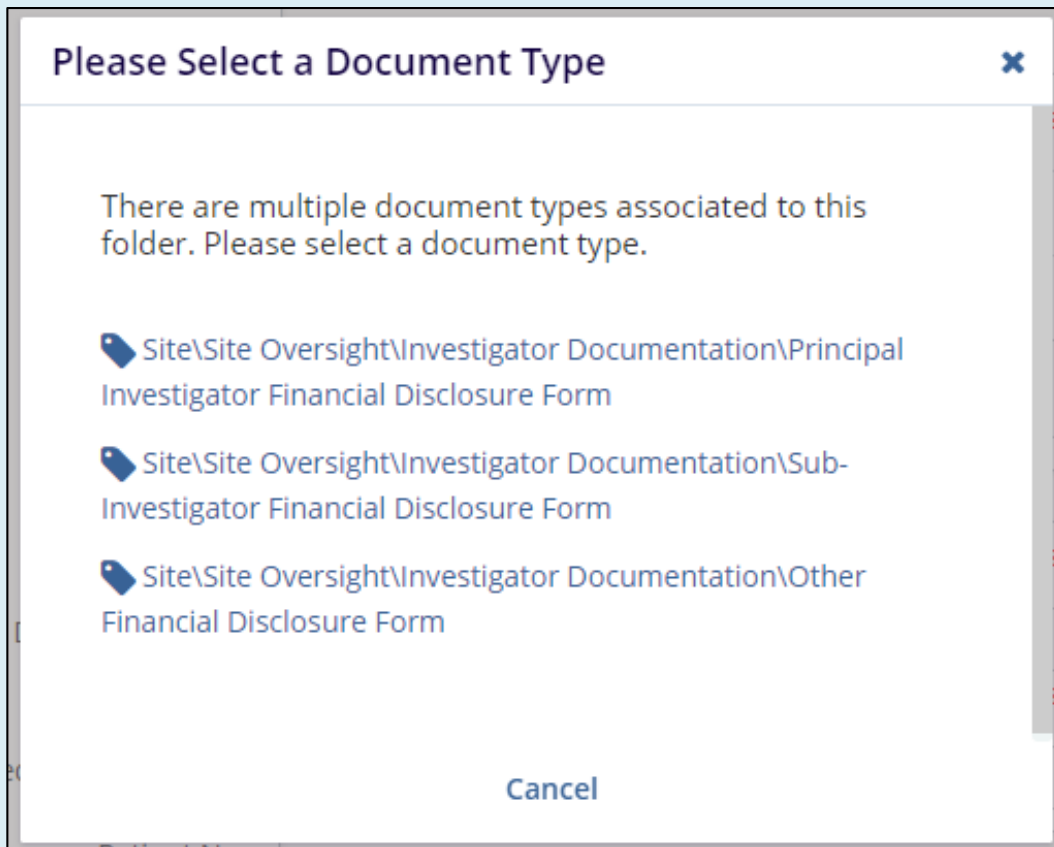 Please Select a Document Type
There are multiple document types associated to this
folder. Please select a document type.
Site\Site Oversight\Investigator Documentation\Principal
Investigator Financial Disclosure Form
Site\Site Oversight\Investigator Documentation\Sub-
Investigator Financial Disclosure Form
Site\Site Oversight\Investigator Documentation\Other
Financial Disclosure Form
Cancel